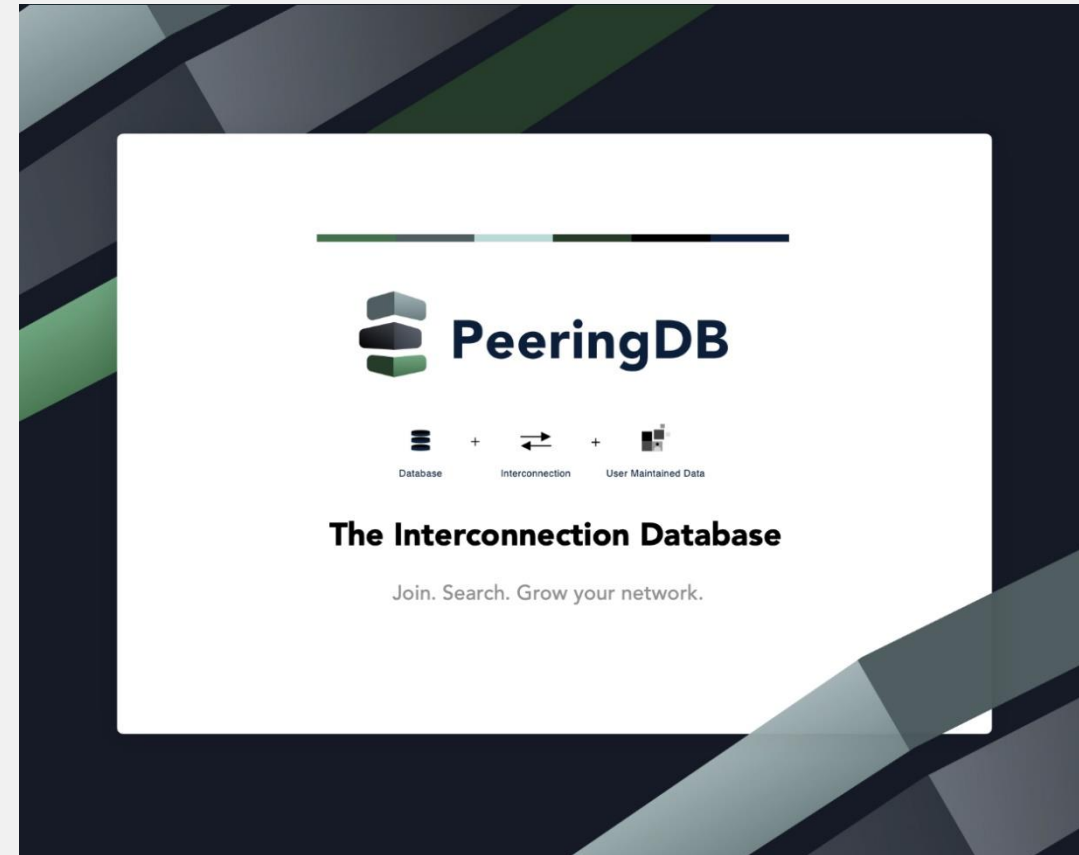 PeeringDB
Database + Interconnection + User Maintained Data
The Interconnection Database
Join. Search. Grow your network.